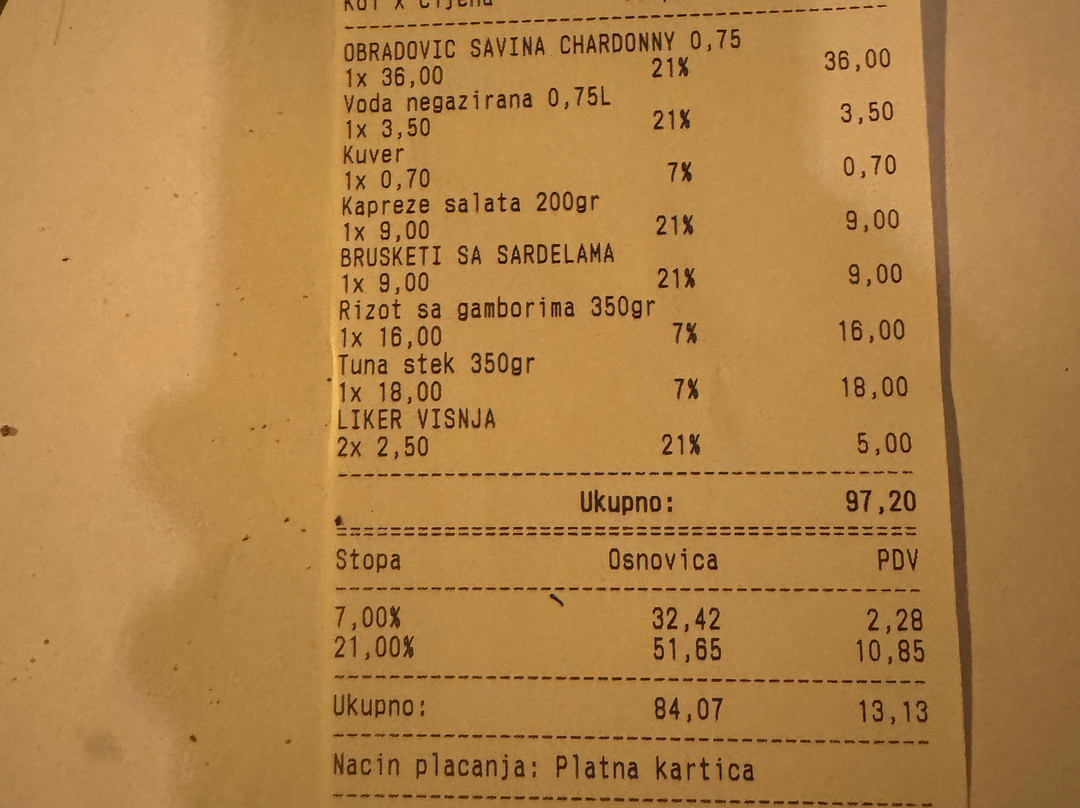 OBRADOVIC SAVINA CHARDONNY 0,75
1x 36,00 21% 36,00
Voda negazirana 0,75L
1x 3,50 21% 3,50
Kuver
1x 0,70 7% 0,70
Kapreze salata 200gr
1x 9,00 21% 9,00
BRUSKETI SA SARDELAMA
1x 9,00 21% 9,00
Rizot sa gamborima 350gr
1x 16,00 7% 16,00
Tuna stek 350gr
1x 18,00 7% 18,00
LIKER VISNJA
2x 2,50 21% 5,00
Ukupno: 97,20
Stopa Osnovica PDV
7,00% 32,42 2,28
21,00% 51,65 10,85
Ukupno: 84,07 13,13
Nacin placanja: Platna kartica